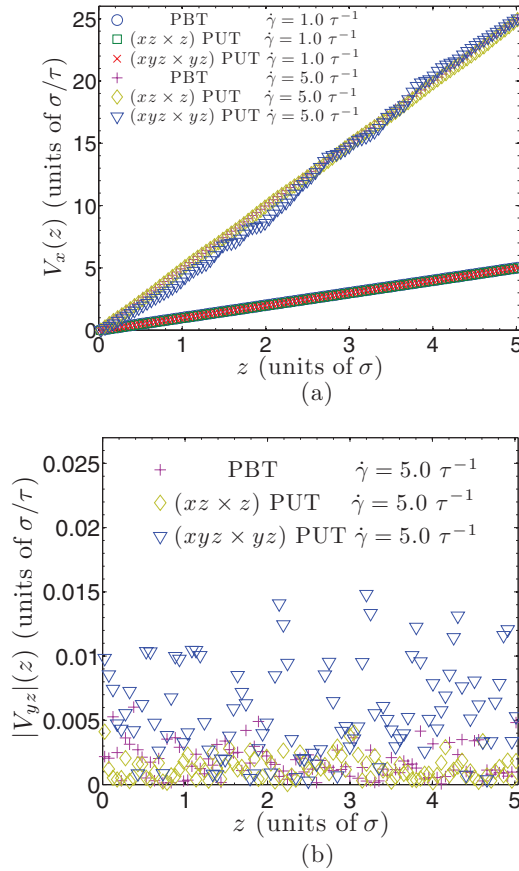 25
20
15
10
5
0
V_x(z) (units of σ/τ)
PBT γ̇ = 1.0 τ⁻¹
(xz × z) PUT γ̇ = 1.0 τ⁻¹
(xyz × yz) PUT γ̇ = 1.0 τ⁻¹
PBT γ̇ = 5.0 τ⁻¹
(xz × z) PUT γ̇ = 5.0 τ⁻¹
(xyz × yz) PUT γ̇ = 5.0 τ⁻¹
0 1 2 3 4 5
z (units of σ)
(a)
0.025
0.02
0.015
0.01
0.005
0
|V_yz|(z) (units of σ/τ)
PBT γ̇ = 5.0 τ⁻¹
(xz × z) PUT γ̇ = 5.0 τ⁻¹
(xyz × yz) PUT γ̇ = 5.0 τ⁻¹
0 1 2 3 4 5
z (units of σ)
(b)